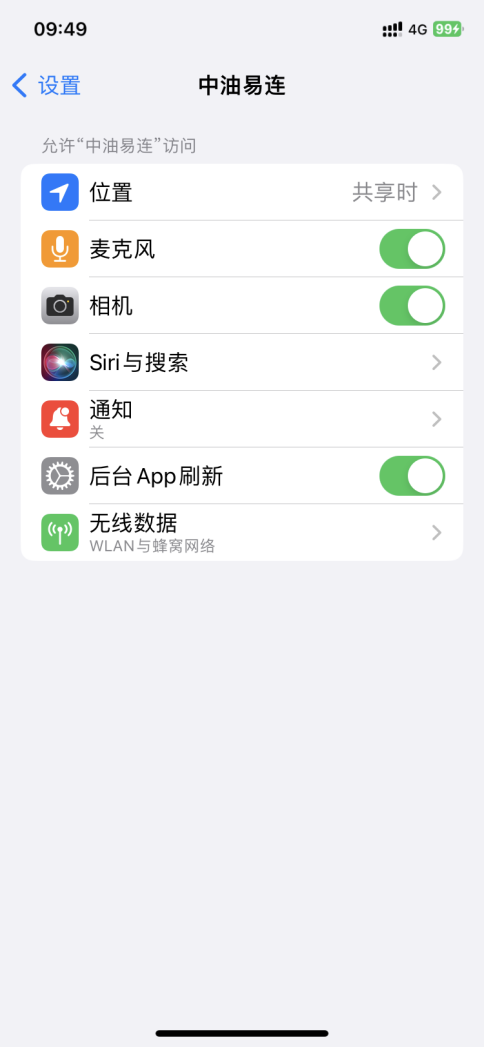 09:49
4G 99
设置 中油易连
允许“中油易连”访问
位置 共享时
麦克风
相机
Siri与搜索
通知
关
后台App刷新
无线数据
WLAN与蜂窝网络